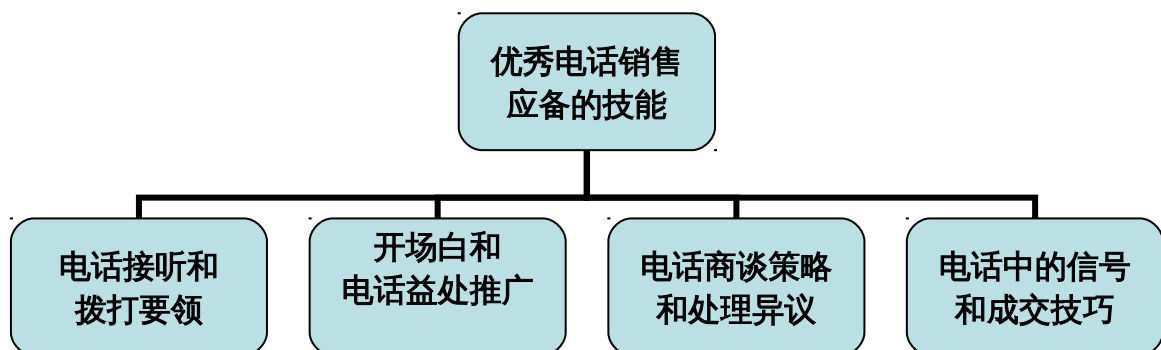 优秀电话销售
应备的技能
电话接听和
拨打要领
开场白和
电话益处推广
电话商谈策略
和处理异议
电话中的信号
和成交技巧